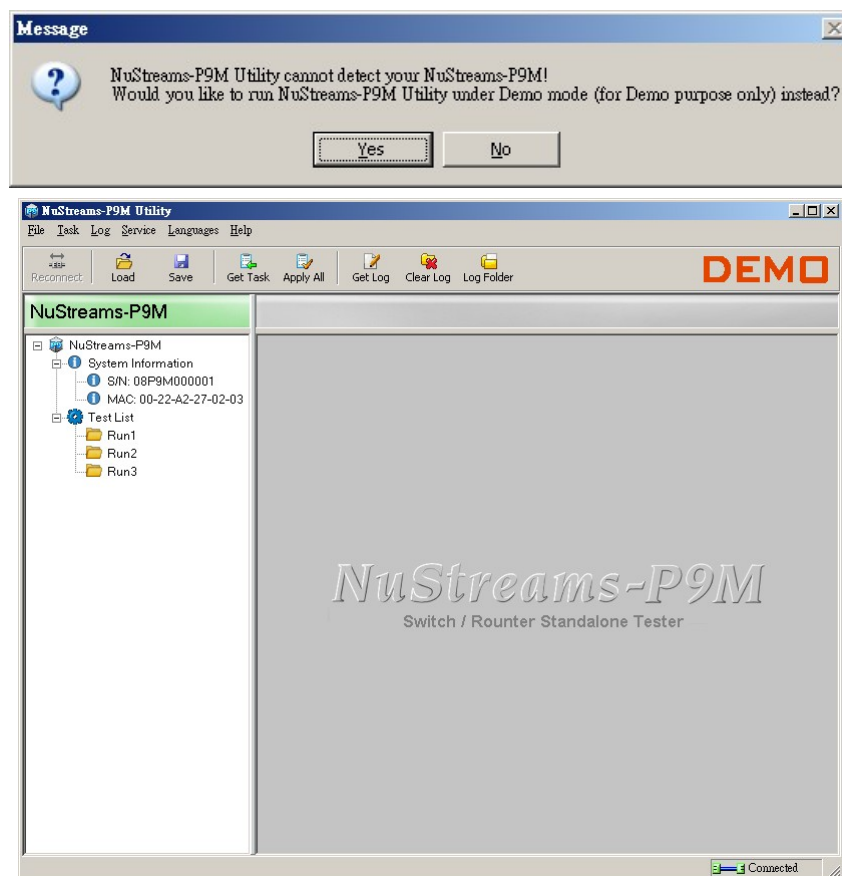 Message
NuStreams-P9M Utility cannot detect your NuStreams-P9M!
Would you like to run NuStreams-P9M Utility under Demo mode (for Demo purpose only) instead?
Yes No
NuStreams-P9M Utility
File Task Log Service Languages Help
Reconnect Load Save Get Task Apply All Get Log Clear Log Log Folder
DEMO
NuStreams-P9M
NuStreams-P9M
System Information
S/N: 08P9M000001
MAC: 00-22-A2-27-02-03
Test List
Run1
Run2
Run3
NuStreams-P9M
Switch / Rounter Standalone Tester
Connected